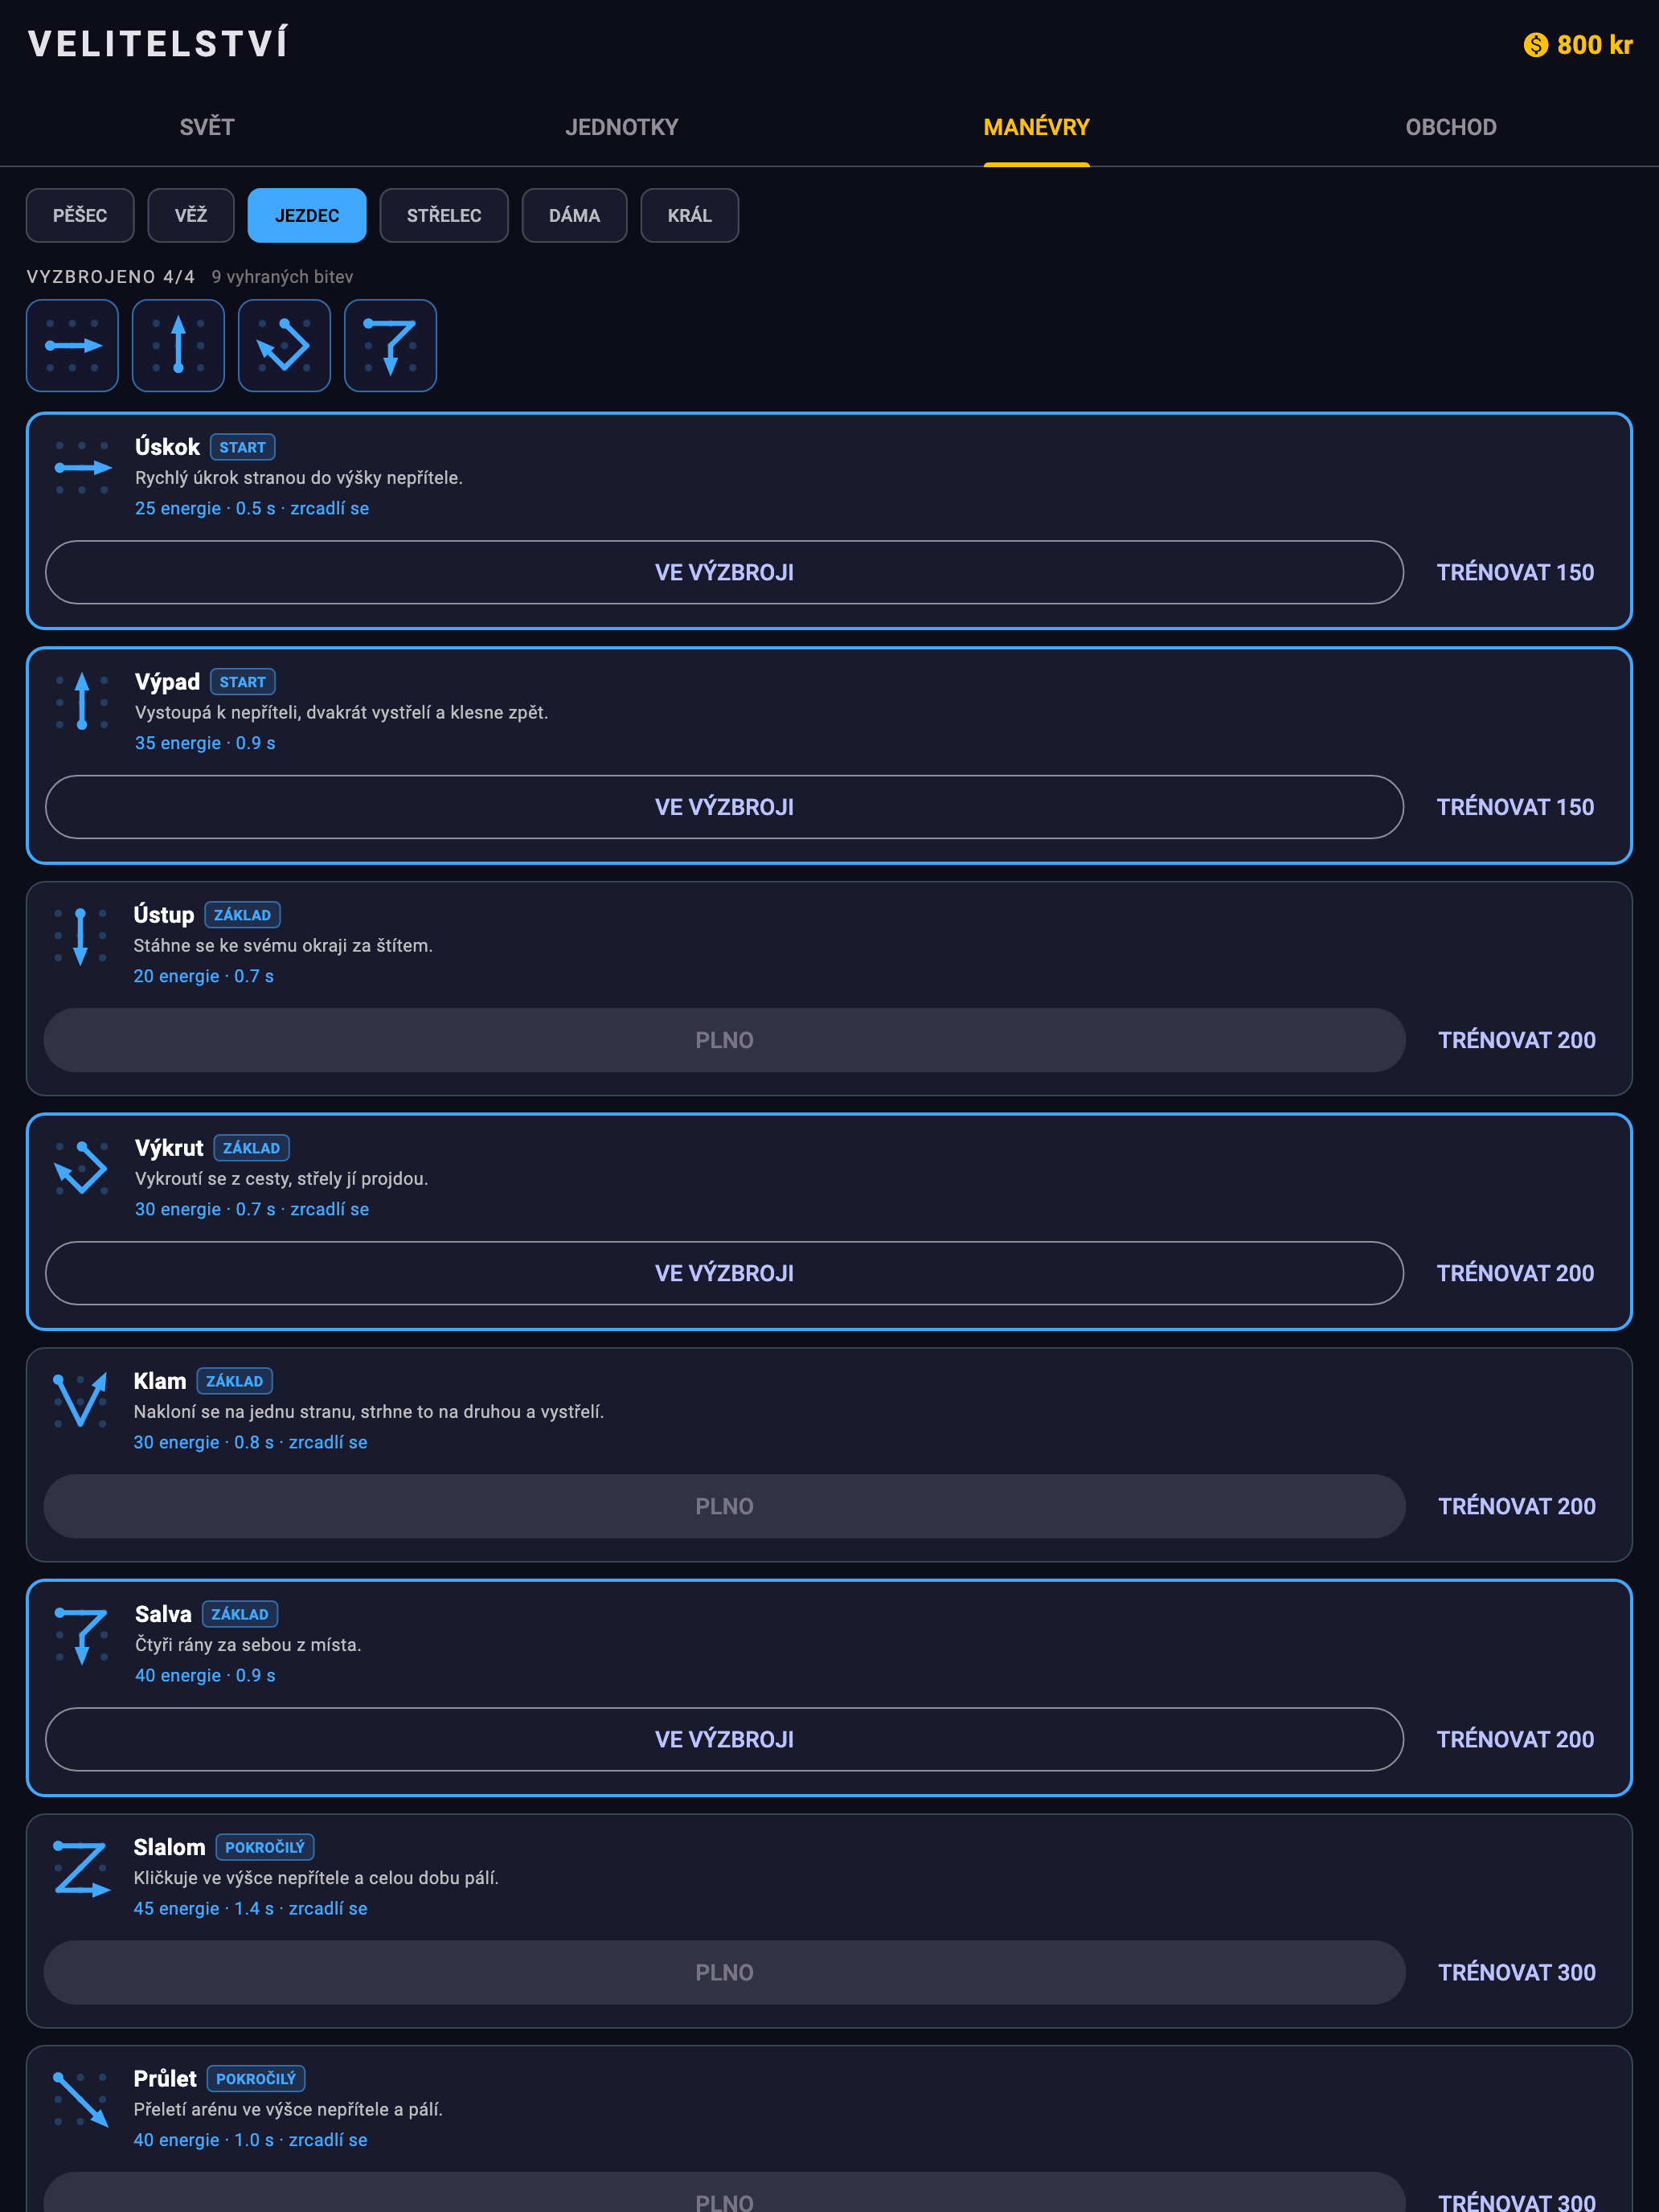 VELITELSTVÍ
800 kr
SVĚT JEDNOTKY MANÉVRY OBCHOD
PĚŠEC VĚŽ JEZDEC STŘELEC DÁMA KRÁL
VYZBROJENO 4/4 9 vyhraných bitev
Úskok START
Rychlý úkrok stranou do výšky nepřítele.
25 energie · 0.5 s · zrcadlí se
VE VÝZBROJI TRÉNOVAT 150
Výpad START
Vystoupá k nepříteli, dvakrát vystřelí a klesne zpět.
35 energie · 0.9 s
VE VÝZBROJI TRÉNOVAT 150
Ústup ZÁKLAD
Stáhne se ke svému okraji za štítem.
20 energie · 0.7 s
PLNO TRÉNOVAT 200
Výkrut ZÁKLAD
Vykroutí se z cesty, střely jí projdou.
30 energie · 0.7 s · zrcadlí se
VE VÝZBROJI TRÉNOVAT 200
Klam ZÁKLAD
Nakloní se na jednu stranu, strhne to na druhou a vystřelí.
30 energie · 0.8 s · zrcadlí se
PLNO TRÉNOVAT 200
Salva ZÁKLAD
Čtyři rány za sebou z místa.
40 energie · 0.9 s
VE VÝZBROJI TRÉNOVAT 200
Slalom POKROČILÝ
Kličkuje ve výšce nepřítele a celou dobu pálí.
45 energie · 1.4 s · zrcadlí se
PLNO TRÉNOVAT 300
Průlet POKROČILÝ
Přeletí arénu ve výšce nepřítele a pálí.
40 energie · 1.0 s · zrcadlí se
PLNO TRÉNOVAT 300